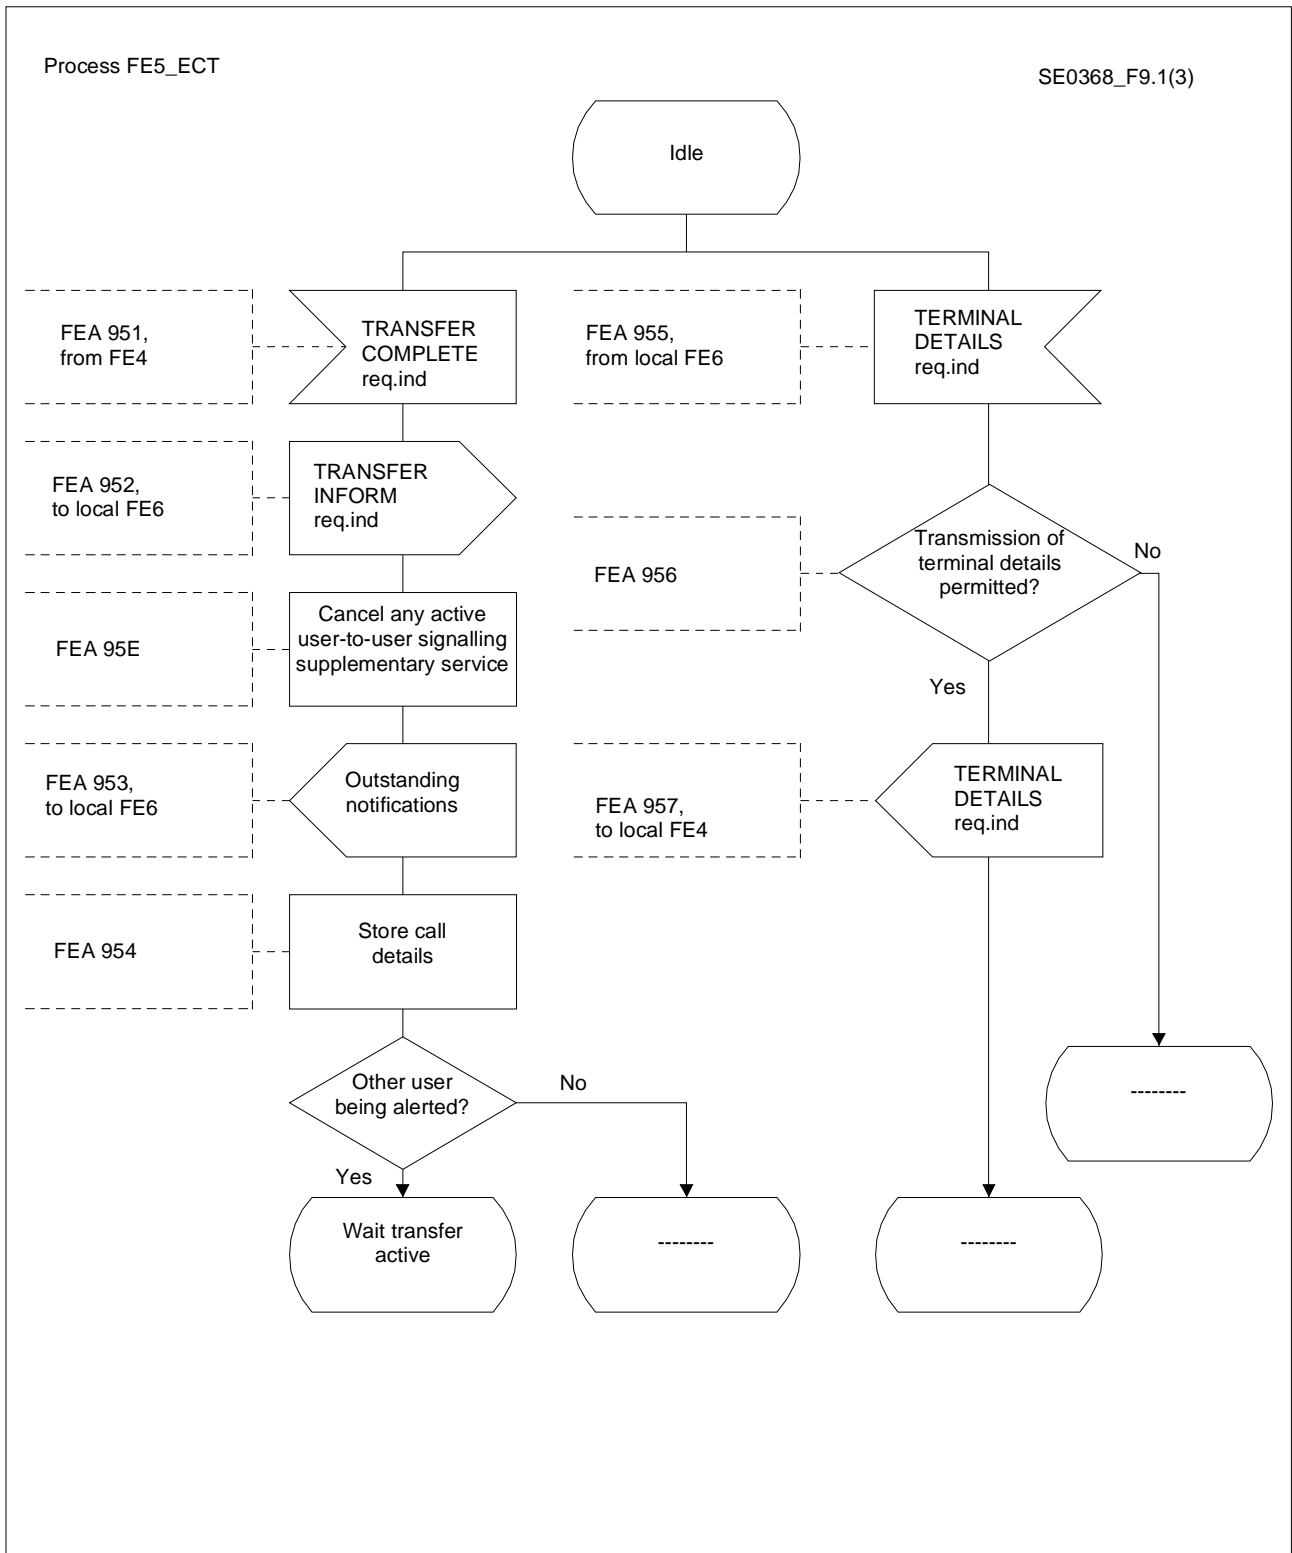 Process FE5_ECT
SE0368_F9.1(3)
Idle
FEA 951,
from FE4
TRANSFER
COMPLETE
req.ind
FEA 955,
from local FE6
TERMINAL
DETAILS
req.ind
FEA 952,
to local FE6
TRANSFER
INFORM
req.ind
FEA 956
Transmission of
terminal details
permitted?
No
Yes
FEA 95E
Cancel any active
user-to-user signalling
supplementary service
FEA 953,
to local FE6
Outstanding
notifications
FEA 957,
to local FE4
TERMINAL
DETAILS
req.ind
FEA 954
Store call
details
Other user
being alerted?
No
Yes
Wait transfer
active
--------
--------
--------